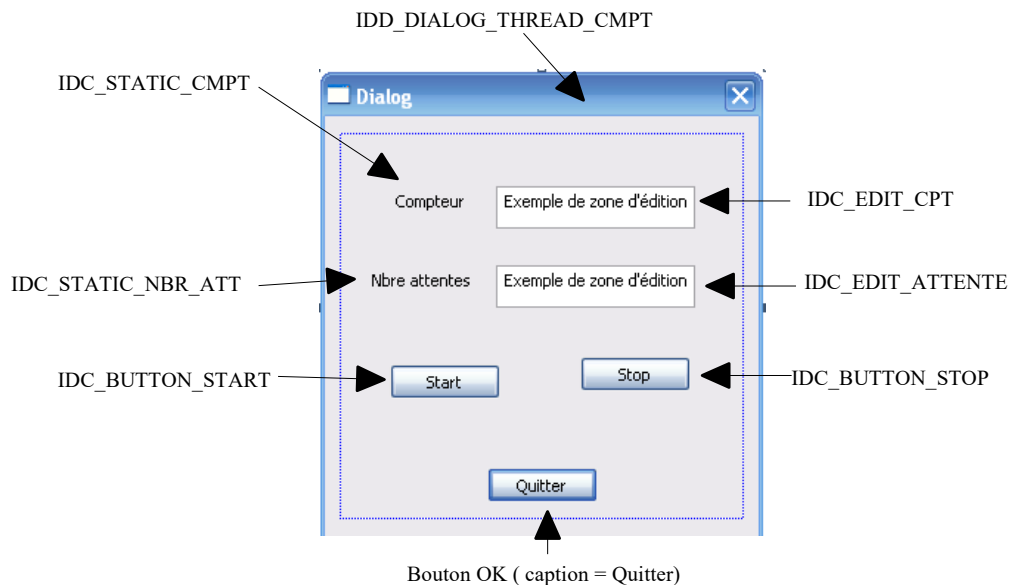 IDD_DIALOG_THREAD_CMPT
IDC_STATIC_CMPT
Dialog
Compteur
Exemple de zone d'édition
IDC_EDIT_CPT
IDC_STATIC_NBR_ATT
Nbre attentes
Exemple de zone d'édition
IDC_EDIT_ATTENTE
IDC_BUTTON_START
Start
Stop
IDC_BUTTON_STOP
Quitter
Bouton OK ( caption = Quitter)